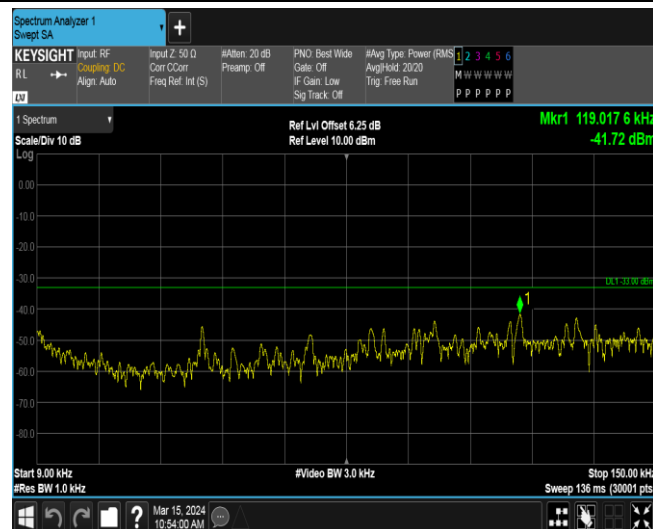 Spectrum Analyzer 1
Swept SA
+
KEYSIGHT Input: RF Input Z: 50 Ω #Atten: 20 dB PNO: Best Wide #Avg Type: Power (RMS 1 2 3 4 5 6
RL Coupling: DC Corr CCorr Preamp: Off Gate: Off Avg|Hold: 20/20 M W W W W W
Align: Auto Freq Ref: Int (S) IF Gain: Low Trig: Free Run
Sig Track: Off P P P P P P
LXI
1 Spectrum Ref Lvl Offset 6.25 dB Mkr1 119.017 6 kHz
Scale/Div 10 dB Ref Level 10.00 dBm -41.72 dBm
Log
0.00
-10.0
-20.0
-30.0
DL1 -33.00 dBm
1
-40.0
-50.0
-60.0
-70.0
-80.0
Start 9.00 kHz #Video BW 3.0 kHz Stop 150.00 kHz
#Res BW 1.0 kHz Sweep 136 ms (30001 pts
? Mar 15, 2024
10:54:00 AM